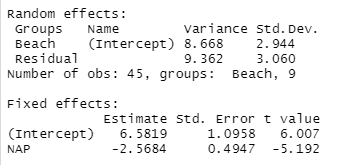 Random effects:
 Groups   Name        Variance Std.Dev.
 Beach    (Intercept) 8.668    2.944
 Residual             9.362    3.060
Number of obs: 45, groups:  Beach, 9

Fixed effects:
            Estimate Std. Error t value
(Intercept)   6.5819     1.0958   6.007
NAP          -2.5684     0.4947  -5.192